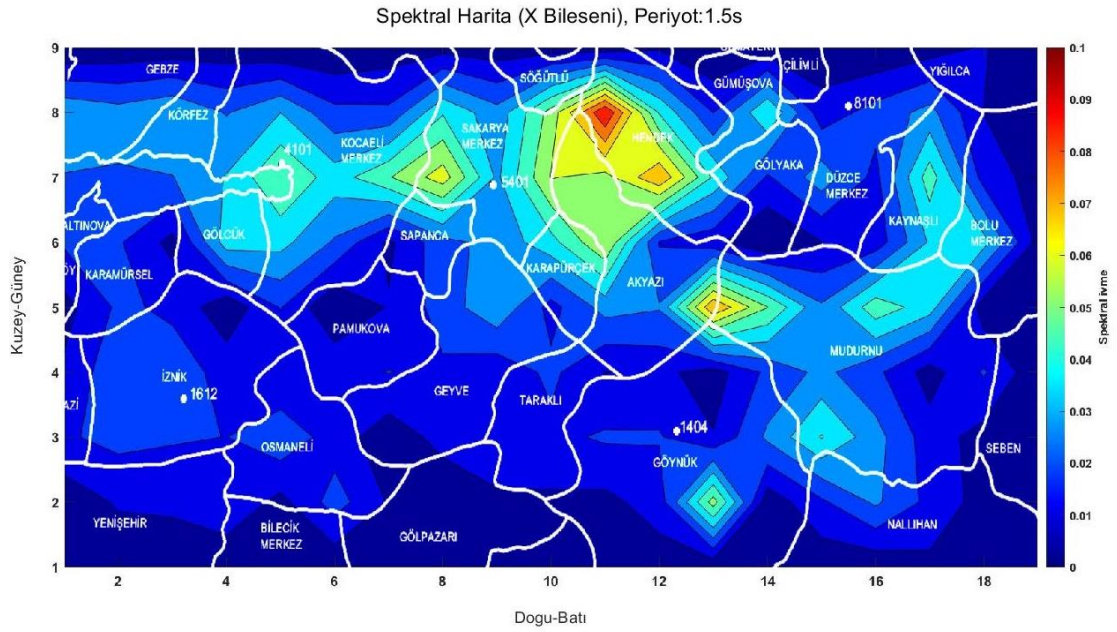 Spektral Harita (X Bileseni), Periyot:1.5s
9
8
7
6
5
4
3
2
1
Kuzey-Güney
GEBZE
KÖRFEZ
4101
KOCAELİ
MERKEZ
SAKARYA
MERKEZ
5401
SÖĞÜTLÜ
HENDEK
GÜMÜŞOVA
ÇİLİMLİ
8101
YIĞILCA
GÖLYAKA
DÜZCE
MERKEZ
KAYNAŞLI
BOLU
MERKEZ
ALTINOVA
GÖLCÜK
KARAMÜRSEL
SAPANCA
KARAPÜRÇEK
AKYAZI
PAMUKOVA
MUDURNU
İZNİK
1612
GEYVE
TARAKLI
1404
GÖYNÜK
SEBEN
OSMANELİ
YENİŞEHİR
BİLECİK
MERKEZ
GÖLPAZARI
NALLIHAN
2
4
6
8
10
12
14
16
18
Dogu-Batı
0.1
0.09
0.08
0.07
0.06
0.05
0.04
0.03
0.02
0.01
0
Spektral ivme